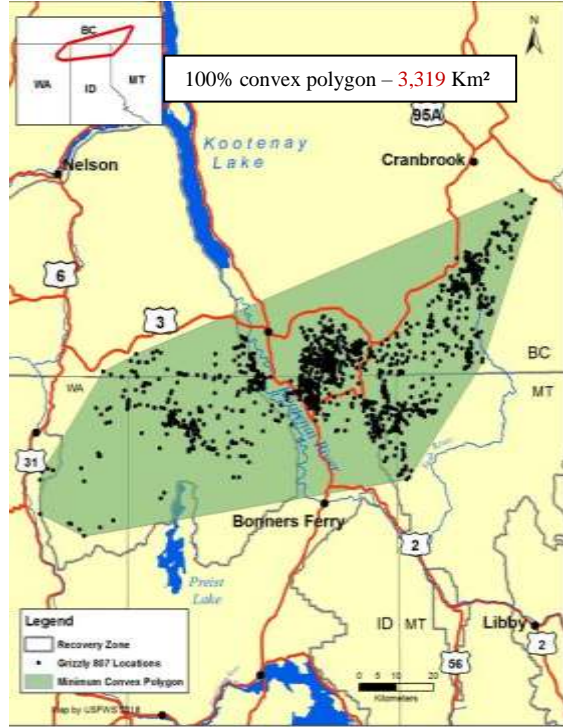 BC
WA
ID
MT
N
100% convex polygon – 3,319 Km²
95A
Kootenay
Lake
Cranbrook
Nelson
6
3
BC
WA
MT
31
Bonners Ferry
2
Preist
Lake
ID MT
Libby
2
56
Legend
Recovery Zone
Grizzly 807 Locations
Minimum Convex Polygon
0 5 10 20
Kilometers
Map by USFWS 2018